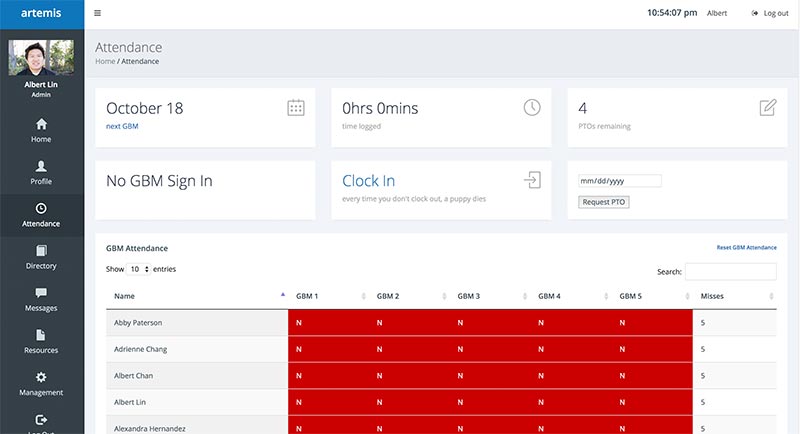 artemis
10:54:07 pm Albert Log out
Albert Lin
Admin
Home
Profile
Attendance
Directory
Messages
Resources
Management
Log Out
Attendance
Home / Attendance
October 18
next GBM
0hrs 0mins
time logged
4
PTOs remaining
No GBM Sign In
Clock In
every time you don't clock out, a puppy dies
mm/dd/yyyy
Request PTO
GBM Attendance
Reset GBM Attendance
Show 10 entries
Search:
Name GBM 1 GBM 2 GBM 3 GBM 4 GBM 5 Misses
Abby Paterson N N N N N 5
Adrienne Chang N N N N N 5
Albert Chan N N N N N 5
Albert Lin N N N N N 5
Alexandra Hernandez N N N N N 5